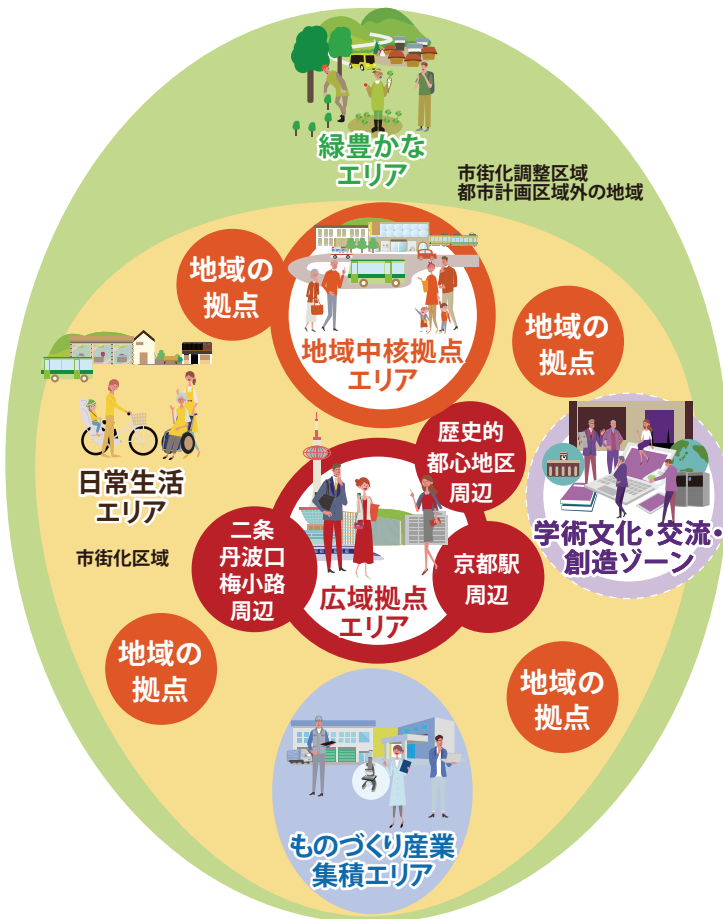 緑豊かな
エリア
市街化調整区域
都市計画区域外の地域
地域の
拠点
地域中核拠点
エリア
地域の
拠点
日常生活
エリア
市街化区域
歴史的
都心地区
周辺
学術文化・交流・
創造ゾーン
二条
丹波口
梅小路
周辺
京都駅
周辺
広域拠点
エリア
地域の
拠点
地域の
拠点
ものづくり産業
集積エリア